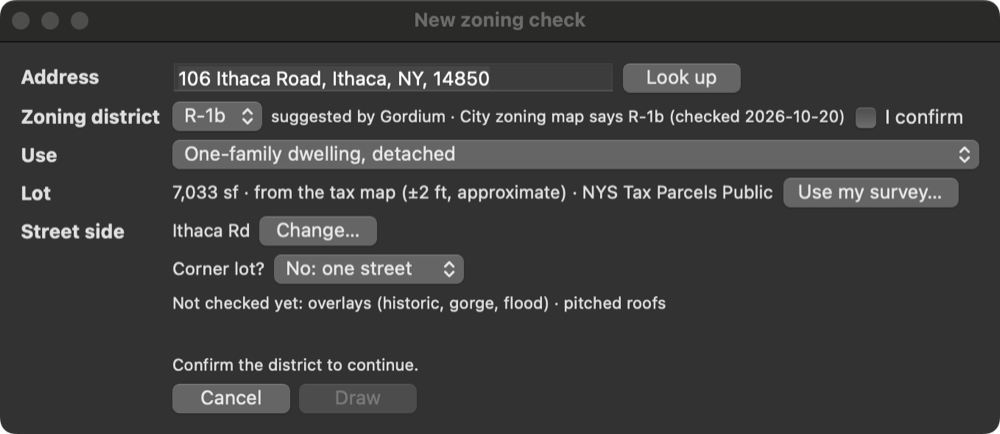 New zoning check
Address 106 Ithaca Road, Ithaca, NY, 14850 Look up
Zoning district R-1b suggested by Gordium · City zoning map says R-1b (checked 2026-10-20) I confirm
Use One-family dwelling, detached
Lot 7,033 sf · from the tax map (±2 ft, approximate) · NYS Tax Parcels Public Use my survey...
Street side Ithaca Rd Change...
Corner lot? No: one street
Not checked yet: overlays (historic, gorge, flood) · pitched roofs
Confirm the district to continue.
Cancel Draw